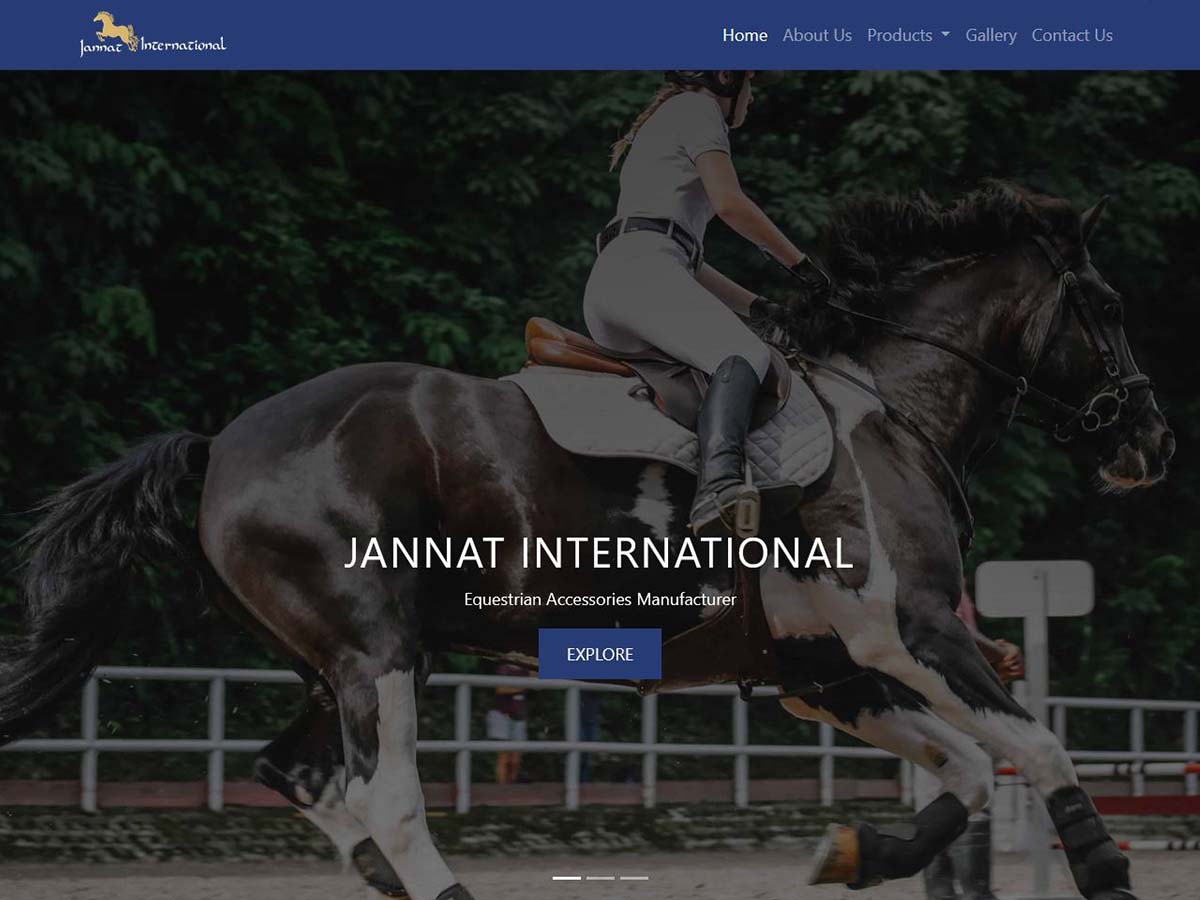 Jannat International
Home About Us Products Gallery Contact Us
JANNAT INTERNATIONAL
Equestrian Accessories Manufacturer
EXPLORE